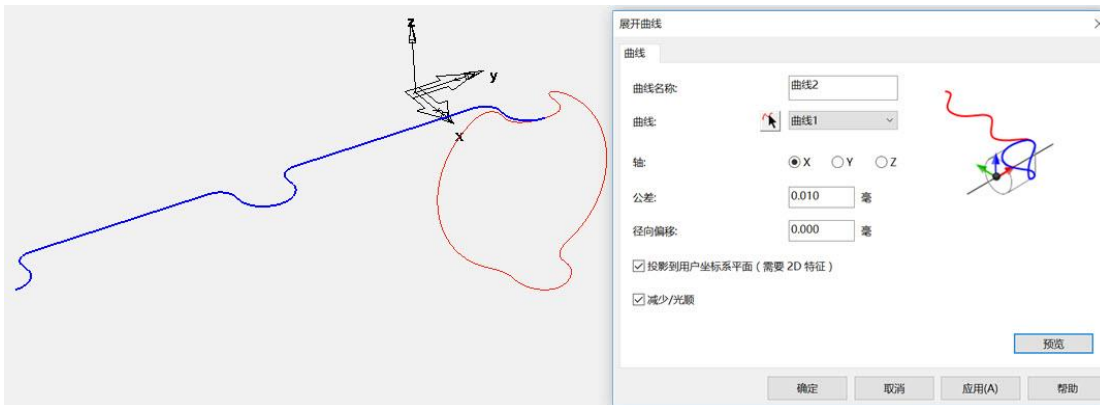 z
y
x
展开曲线
曲线
曲线名称: 曲线2
曲线: 曲线1
轴: X Y Z
公差: 0.010 毫
径向偏移: 0.000 毫
投影到用户坐标系平面（需要 2D 特征）
减少/光顺
预览
确定 取消 应用(A) 帮助